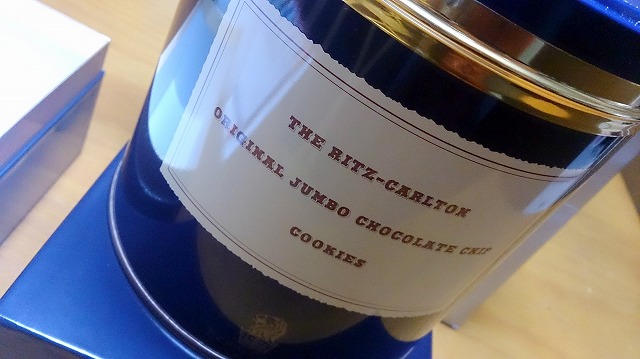 THE RITZ-CARLTON
ORIGINAL JUMBO CHOCOLATE CHIP
COOKIES